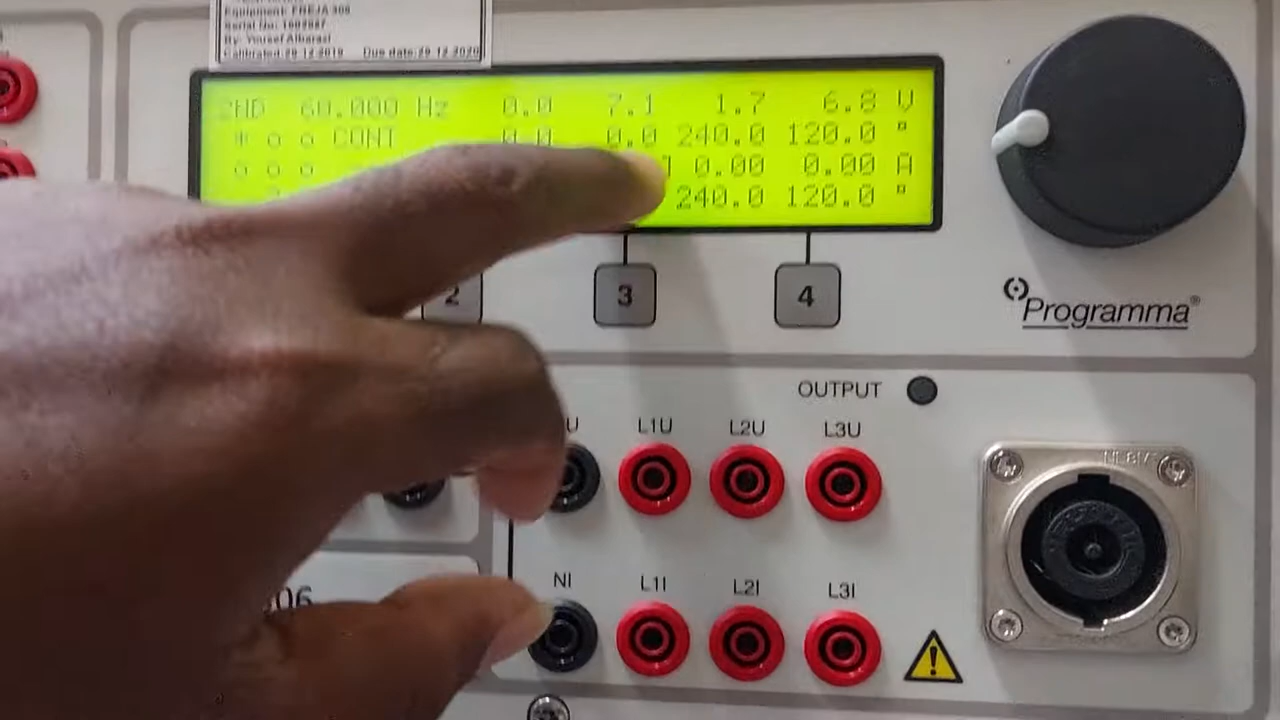 Equipment: FREJA 306
Serial No: 1602627
By: Yousef Albarasi
Calibrated:29 12 2019 Due date:29 12 2020
2ND 60.000 Hz 0.0 7.1 1.7 6.8 V
* o o CONT 0.0 0.0 240.0 120.0 °
o o o 0.00 0.00 A
240.0 120.0 °
2
3
4
Programma®
OUTPUT
L1U L2U L3U
NI L1I L2I L3I